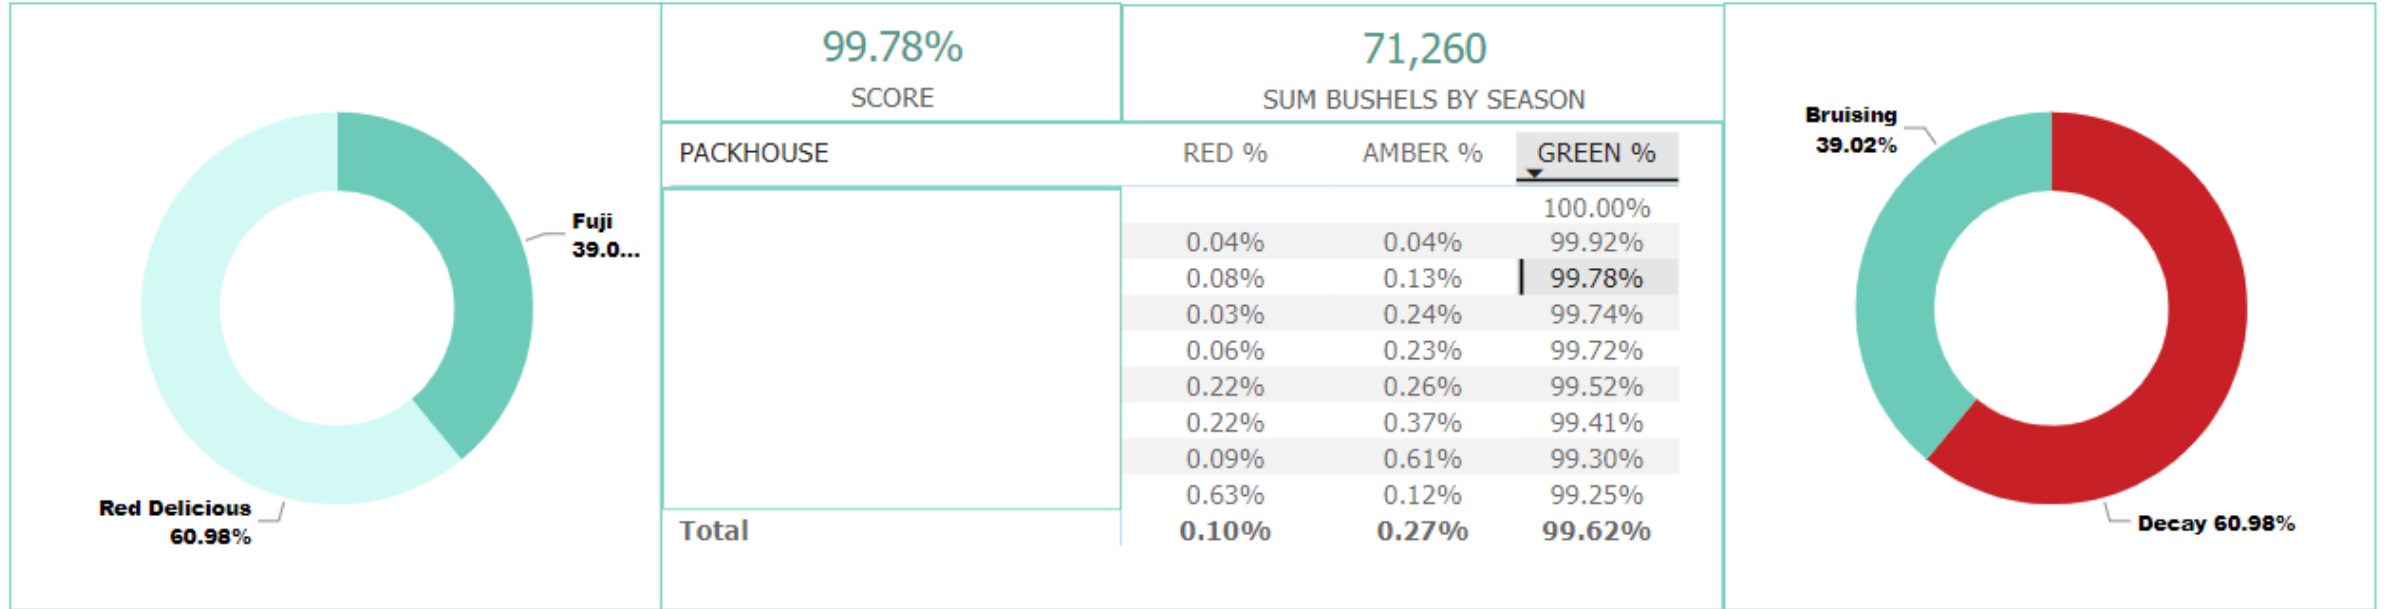 Fuji
39.0...
Red Delicious
60.98%
99.78%
SCORE
71,260
SUM BUSHELS BY SEASON
PACKHOUSE RED % AMBER % GREEN %
100.00%
0.04% 0.04% 99.92%
0.08% 0.13% 99.78%
0.03% 0.24% 99.74%
0.06% 0.23% 99.72%
0.22% 0.26% 99.52%
0.22% 0.37% 99.41%
0.09% 0.61% 99.30%
0.63% 0.12% 99.25%
Total 0.10% 0.27% 99.62%
Bruising
39.02%
Decay 60.98%